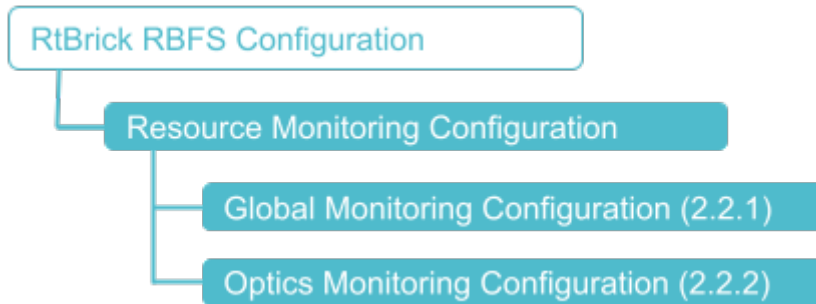 RtBrick RBFS Configuration
Resource Monitoring Configuration
Global Monitoring Configuration (2.2.1)
Optics Monitoring Configuration (2.2.2)